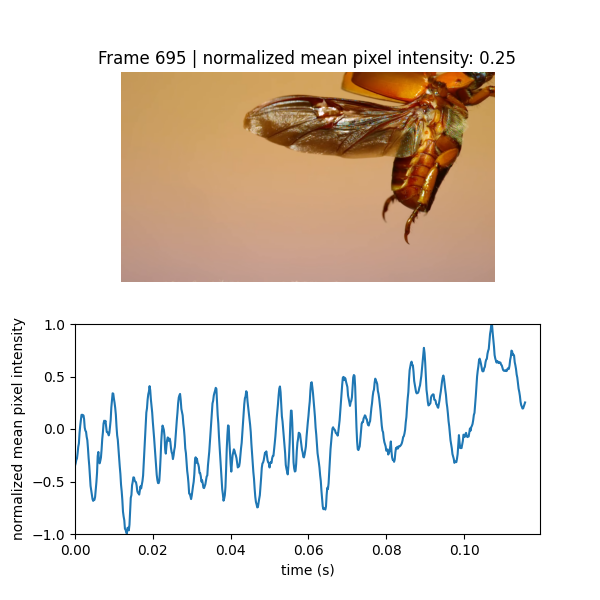 Frame 695 | normalized mean pixel intensity: 0.25
normalized mean pixel intensity
1.0
0.5
0.0
−0.5
−1.0
0.00 0.02 0.04 0.06 0.08 0.10
time (s)